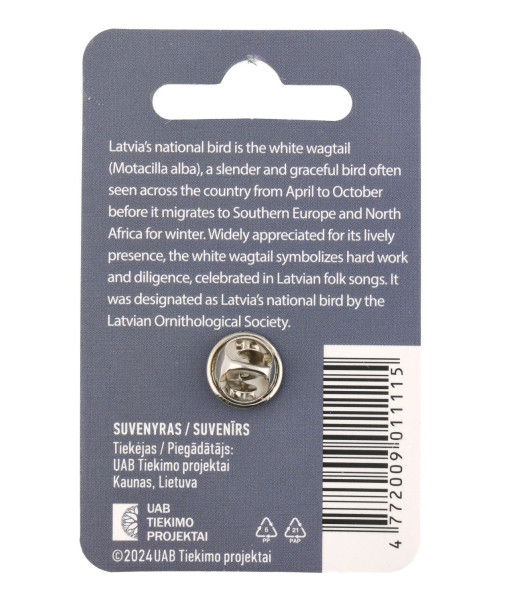 Latvia's national bird is the white wagtail
(Motacilla alba), a slender and graceful bird often
seen across the country from April to October
before it migrates to Southern Europe and North
Africa for winter. Widely appreciated for its lively
presence, the white wagtail symbolizes hard work
and diligence, celebrated in Latvian folk songs. It
was designated as Latvia's national bird by the
Latvian Ornithological Society.
SUVENYRAS / SUVENĪRS
Tiekėjas / Piegādātājs:
UAB Tiekimo projektai
Kaunas, Lietuva
UAB
TIEKIMO
PROJEKTAI
©2024 UAB Tiekimo projektai
5
PP
21
PAP
4 772009 011115